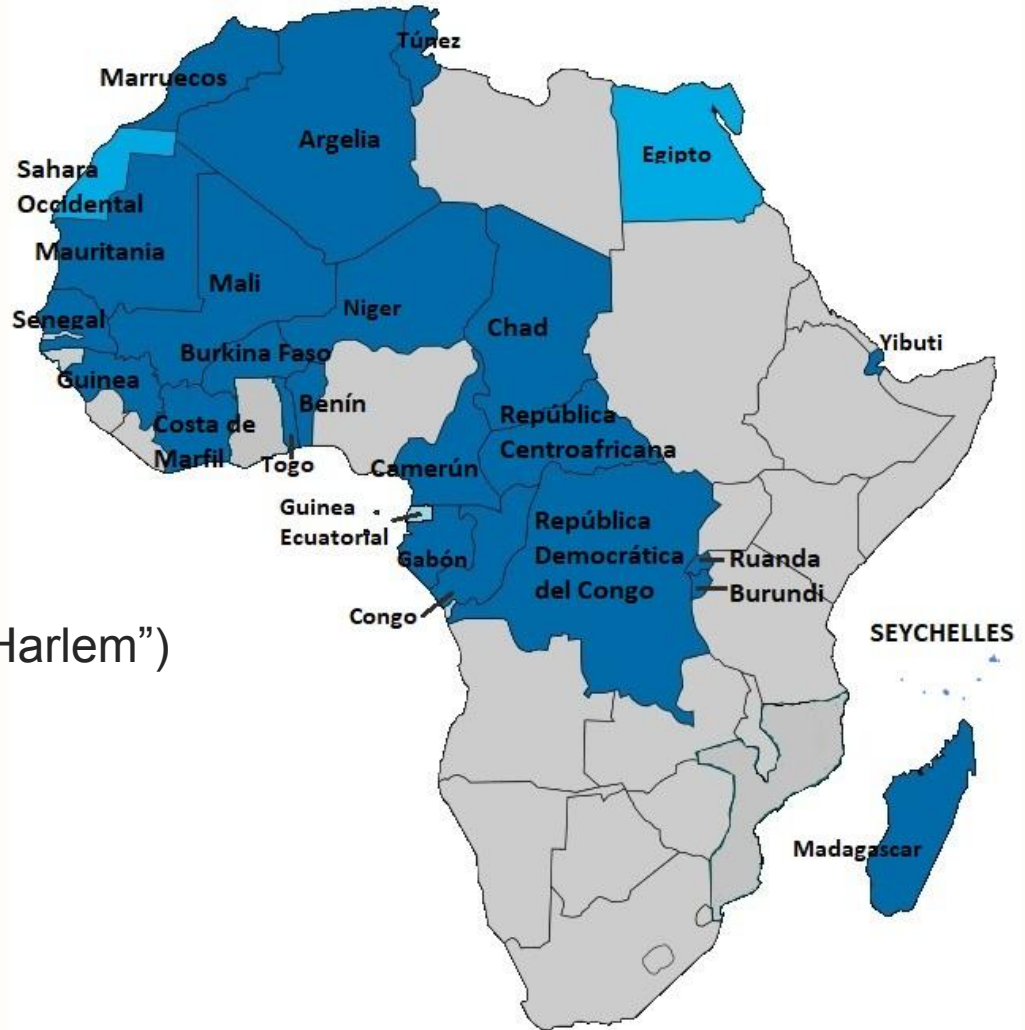 Túnez
Marruecos
Argelia
Egipto
Sahara
Occidental
Mauritania
Mali
Niger
Chad
Senegal
Yibuti
Burkina Faso
Guinea
Benín
Costa de
Marfil
República
Centroafricana
Togo
Camerún
Guinea
Ecuatorial
República
Democrática
del Congo
Gabón
Ruanda
Burundi
Congo
SEYCHELLES
Harlem”)
Madagascar